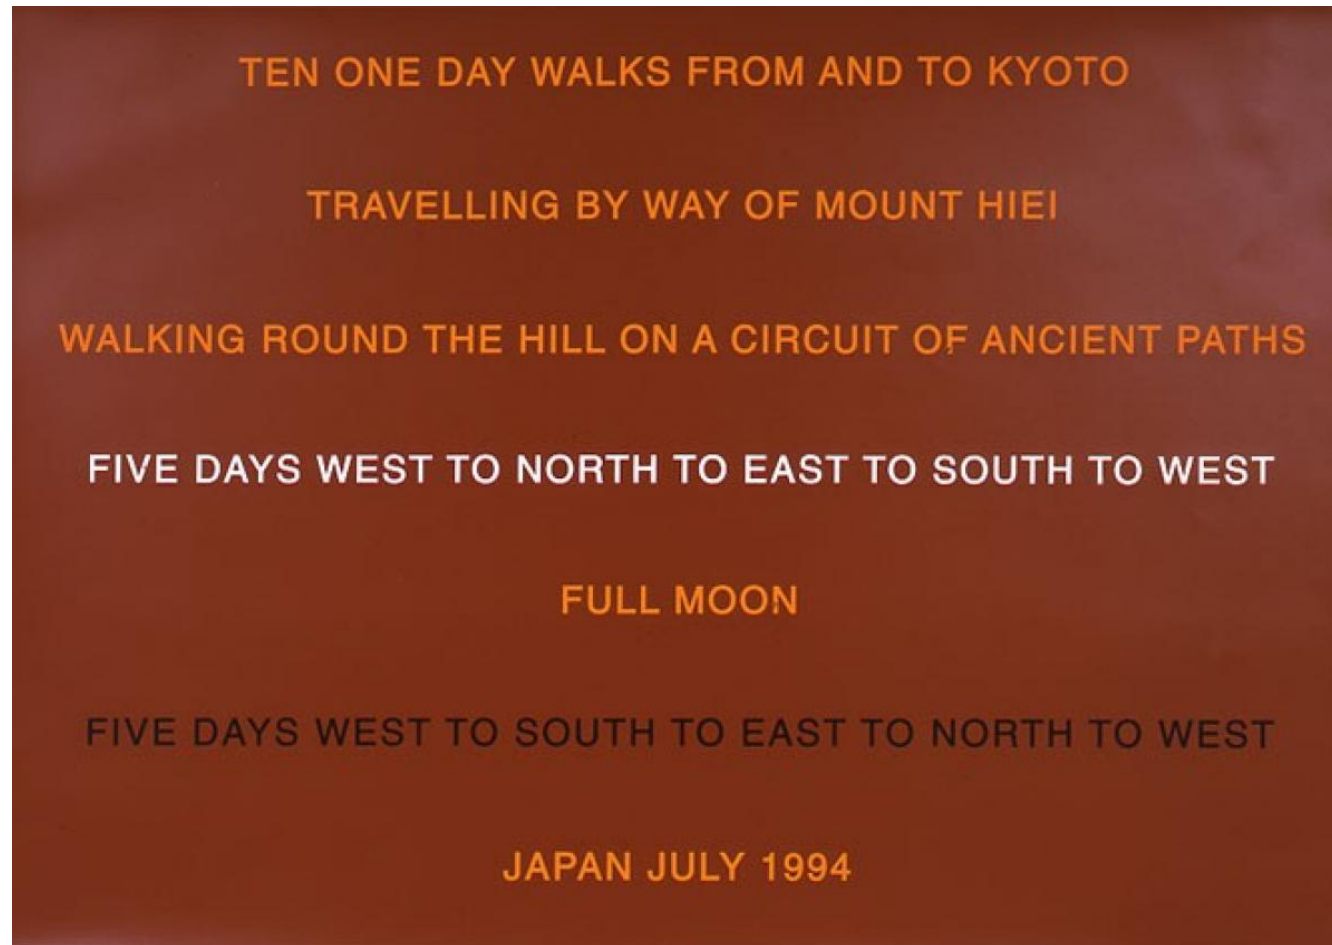 TEN ONE DAY WALKS FROM AND TO KYOTO
TRAVELLING BY WAY OF MOUNT HIEI
WALKING ROUND THE HILL ON A CIRCUIT OF ANCIENT PATHS
FIVE DAYS WEST TO NORTH TO EAST TO SOUTH TO WEST
FULL MOON
FIVE DAYS WEST TO SOUTH TO EAST TO NORTH TO WEST
JAPAN JULY 1994